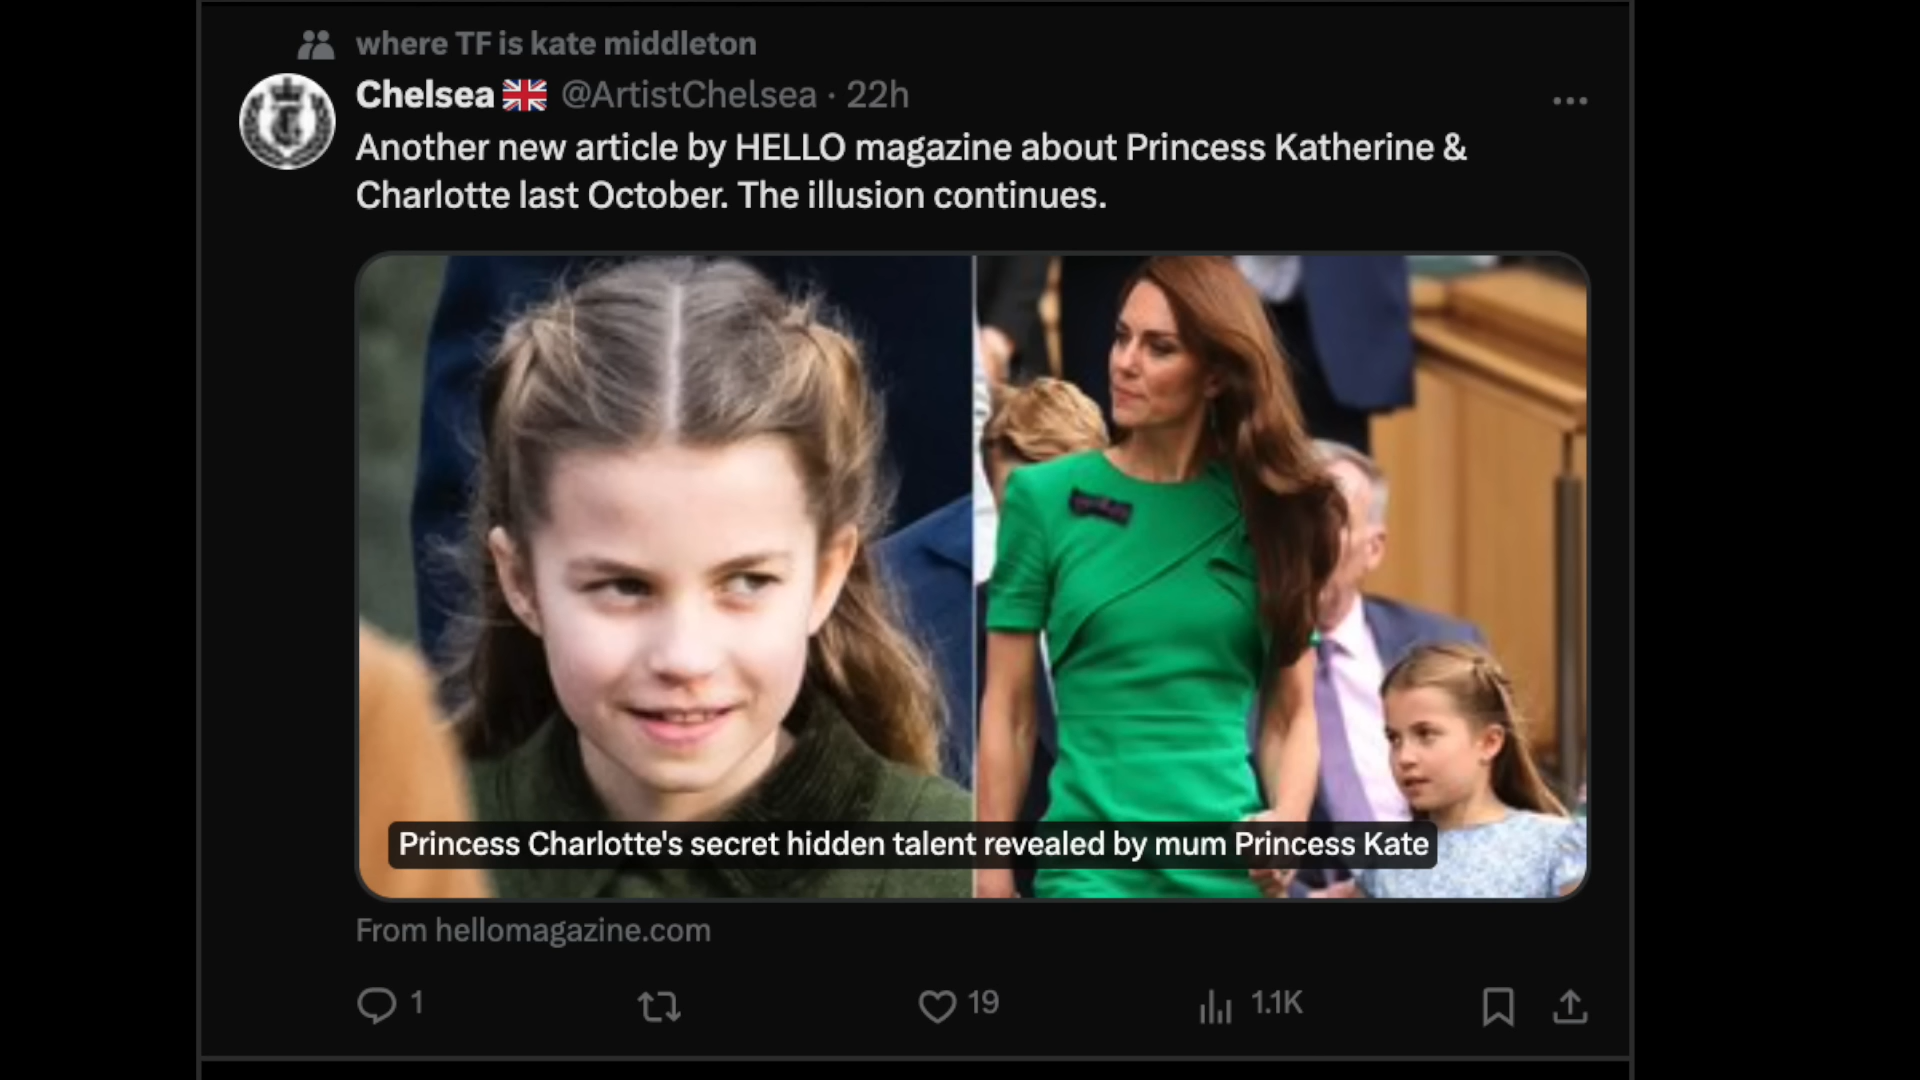 where TF is kate middleton
Chelsea 🇬🇧 @ArtistChelsea · 22h
Another new article by HELLO magazine about Princess Katherine &
Charlotte last October. The illusion continues.
Princess Charlotte's secret hidden talent revealed by mum Princess Kate
From hellomagazine.com
1 19 1.1K